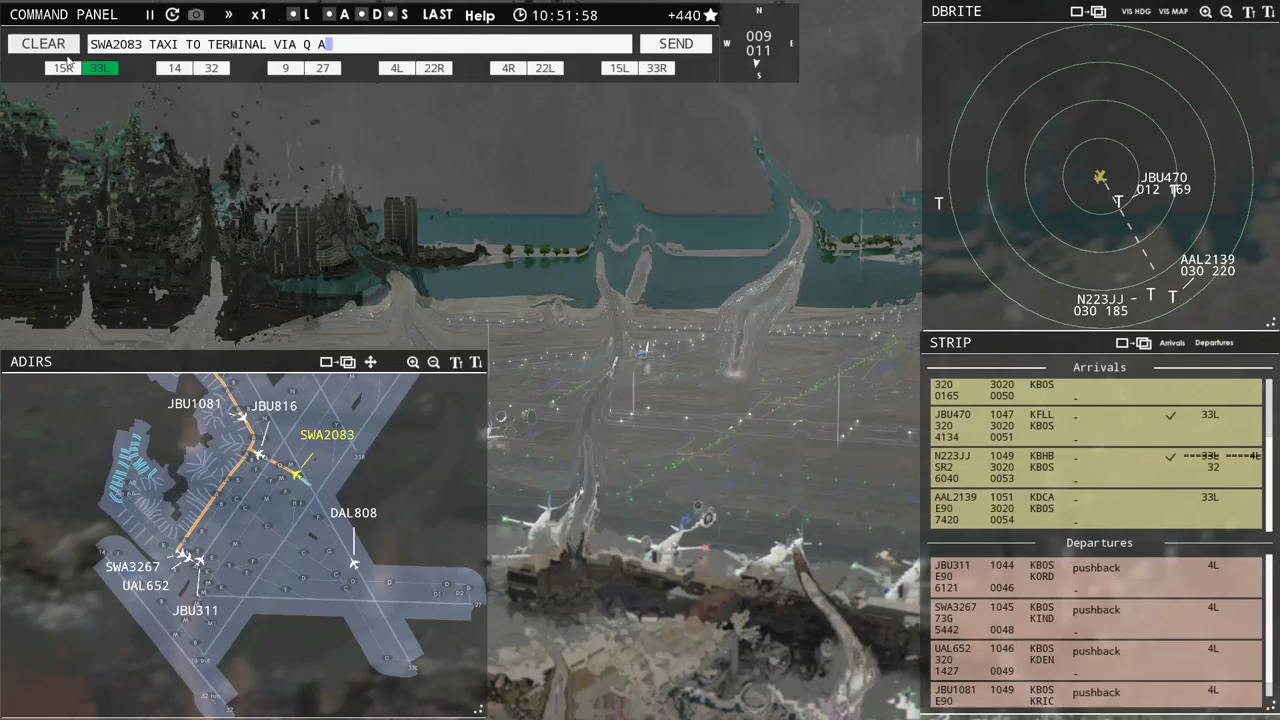 COMMAND PANEL » x1 L A D S LAST Help 10:51:58 +440
CLEAR SWA2083 TAXI TO TERMINAL VIA Q A SEND
15R 33L 14 32 9 27 4L 22R 4R 22L 15L 33R
N
W 009 E
011
S
DBRITE VIS HDG VIS MAP
JBU470
012 169
T
T
AAL2139
030 220
N223JJ T T
030 185
ADIRS
JBU1081 JBU816
SWA2083
DAL808
SWA3267
UAL652
JBU311
STRIP Arrivals Departures
Arrivals
320 3020 KBOS
0165 0050 -
JBU470 1047 KFLL - 33L
320 3020 KBOS
4134 0051 -
N223JJ 1049 KBHB - 33L 4L
SR2 3020 KBOS 32
6040 0053 -
AAL2139 1051 KDCA - 33L
E90 3020 KBOS
7420 0054 -
Departures
JBU311 1044 KBOS pushback 4L
E90 KORD
6121 0046 -
SWA3267 1045 KBOS pushback 4L
73G KIND
5442 0048 -
UAL652 1046 KBOS pushback 4L
320 KDEN
1427 0049 -
JBU1081 1049 KBOS pushback 4L
E90 KRIC